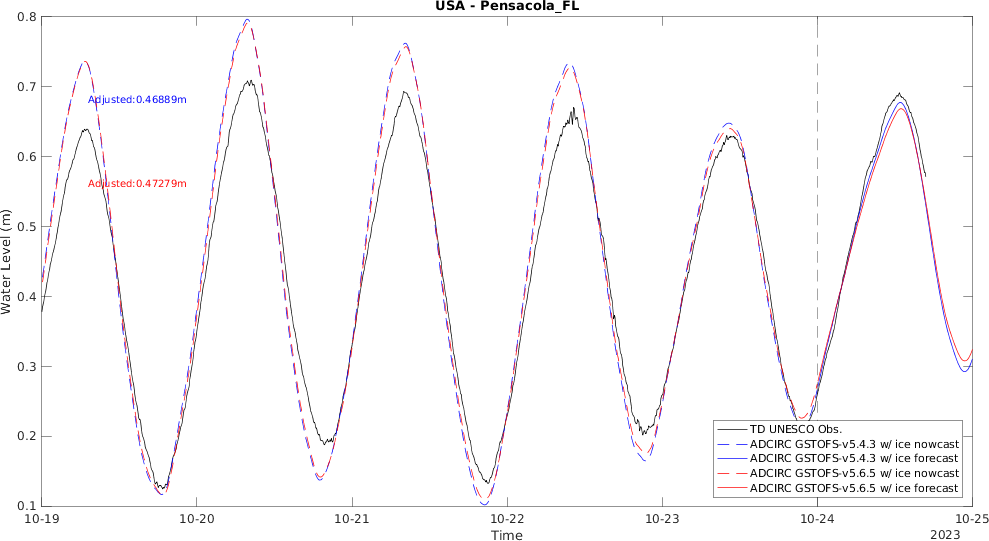 USA - Pensacola_FL
0.8
0.7
Adjusted:0.46889m
0.6
Adjusted:0.47279m
0.5
Water Level (m)
0.4
0.3
0.2
TD UNESCO Obs.
ADCIRC GSTOFS-v5.4.3 w/ ice nowcast
ADCIRC GSTOFS-v5.4.3 w/ ice forecast
ADCIRC GSTOFS-v5.6.5 w/ ice nowcast
ADCIRC GSTOFS-v5.6.5 w/ ice forecast
0.1
10-19 10-20 10-21 10-22 10-23 10-24 10-25
Time
2023